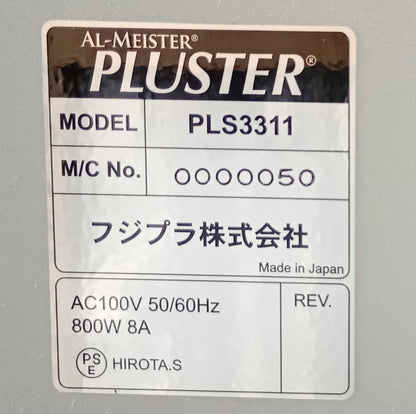 AL-MEISTER®
PLUSTER®
MODEL PLS3311
M/C No. 0000050
フジプラ株式会社
Made in Japan
AC100V 50/60Hz REV.
800W 8A
PS E HIROTA.S